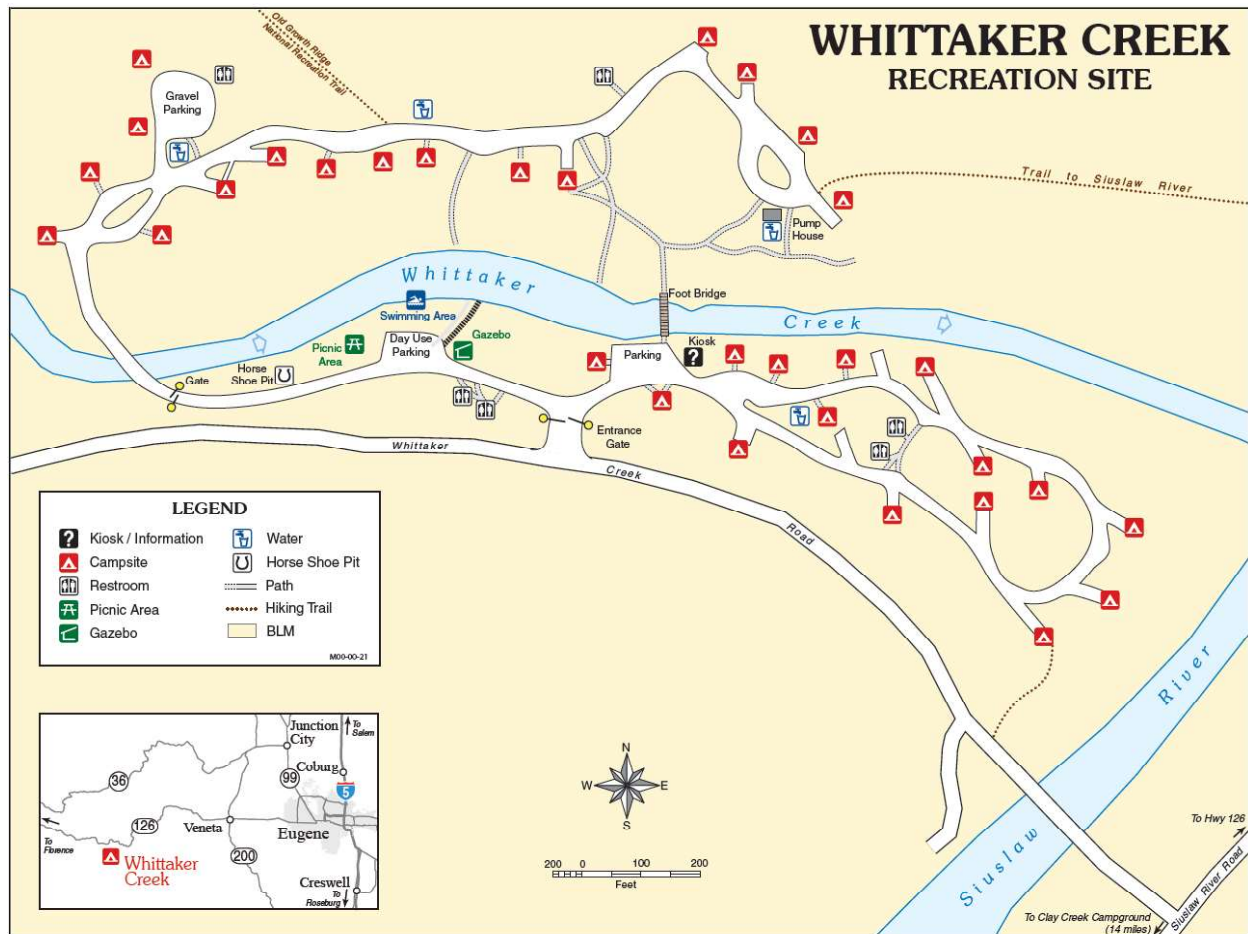 WHITTAKER CREEK
RECREATION SITE
Old Growth Ridge
National Recreation Trail
Gravel
Parking
Trail to Siuslaw River
Pump
House
Whittaker
Creek
Foot Bridge
Swimming Area
Gazebo
Day Use
Parking
Picnic
Area
Horse
Shoe Pit
Gate
Parking
Kiosk
?
Entrance
Gate
Whittaker
Creek
Road
LEGEND
? Kiosk / Information
Campsite
Restroom
Picnic Area
Gazebo
Water
Horse Shoe Pit
Path
Hiking Trail
BLM
M00-00-21
Siuslaw
River
To Hwy 126
Siuslaw River Road
To Clay Creek Campground
(14 miles)
N
W E
S
200 0 100 200
Feet
Junction
City
To
Salem
Coburg
36
99
5
126
Veneta
Eugene
To
Florence
200
Whittaker
Creek
Creswell
To
Roseburg